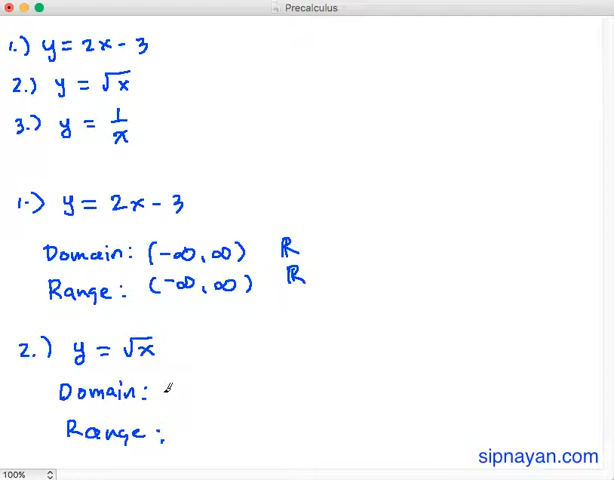 Precalculus
1.) y = 2x - 3
2.) y = √x
3.) y = 1/x
1.) y = 2x - 3
Domain: (-∞, ∞) ℝ
Range: (-∞, ∞) ℝ
2.) y = √x
Domain:
Range:
sipnayan.com
100%